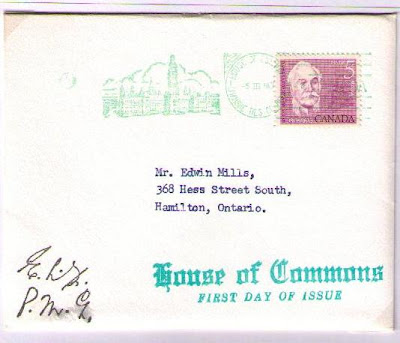 5
CANADA
Mr. Edwin Mills,
368 Hess Street South,
Hamilton, Ontario.
House of Commons
FIRST DAY OF ISSUE
P. M. G.